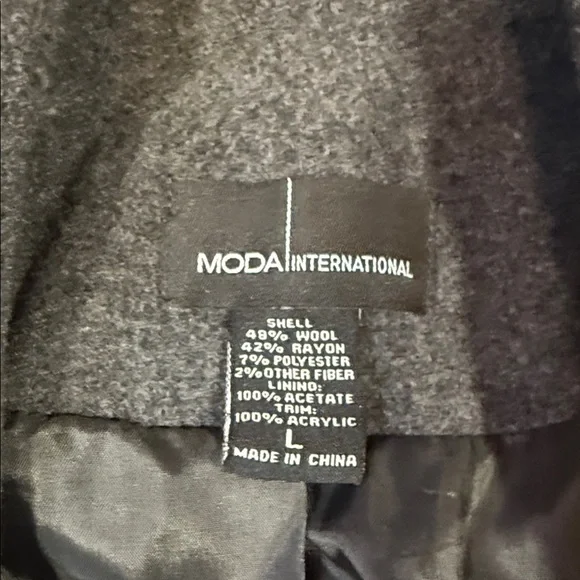 MODA INTERNATIONAL
SHELL
49% WOOL
42% RAYON
7% POLYESTER
2% OTHER FIBER
LINING:
100% ACETATE
TRIM:
100% ACRYLIC
L
MADE IN CHINA